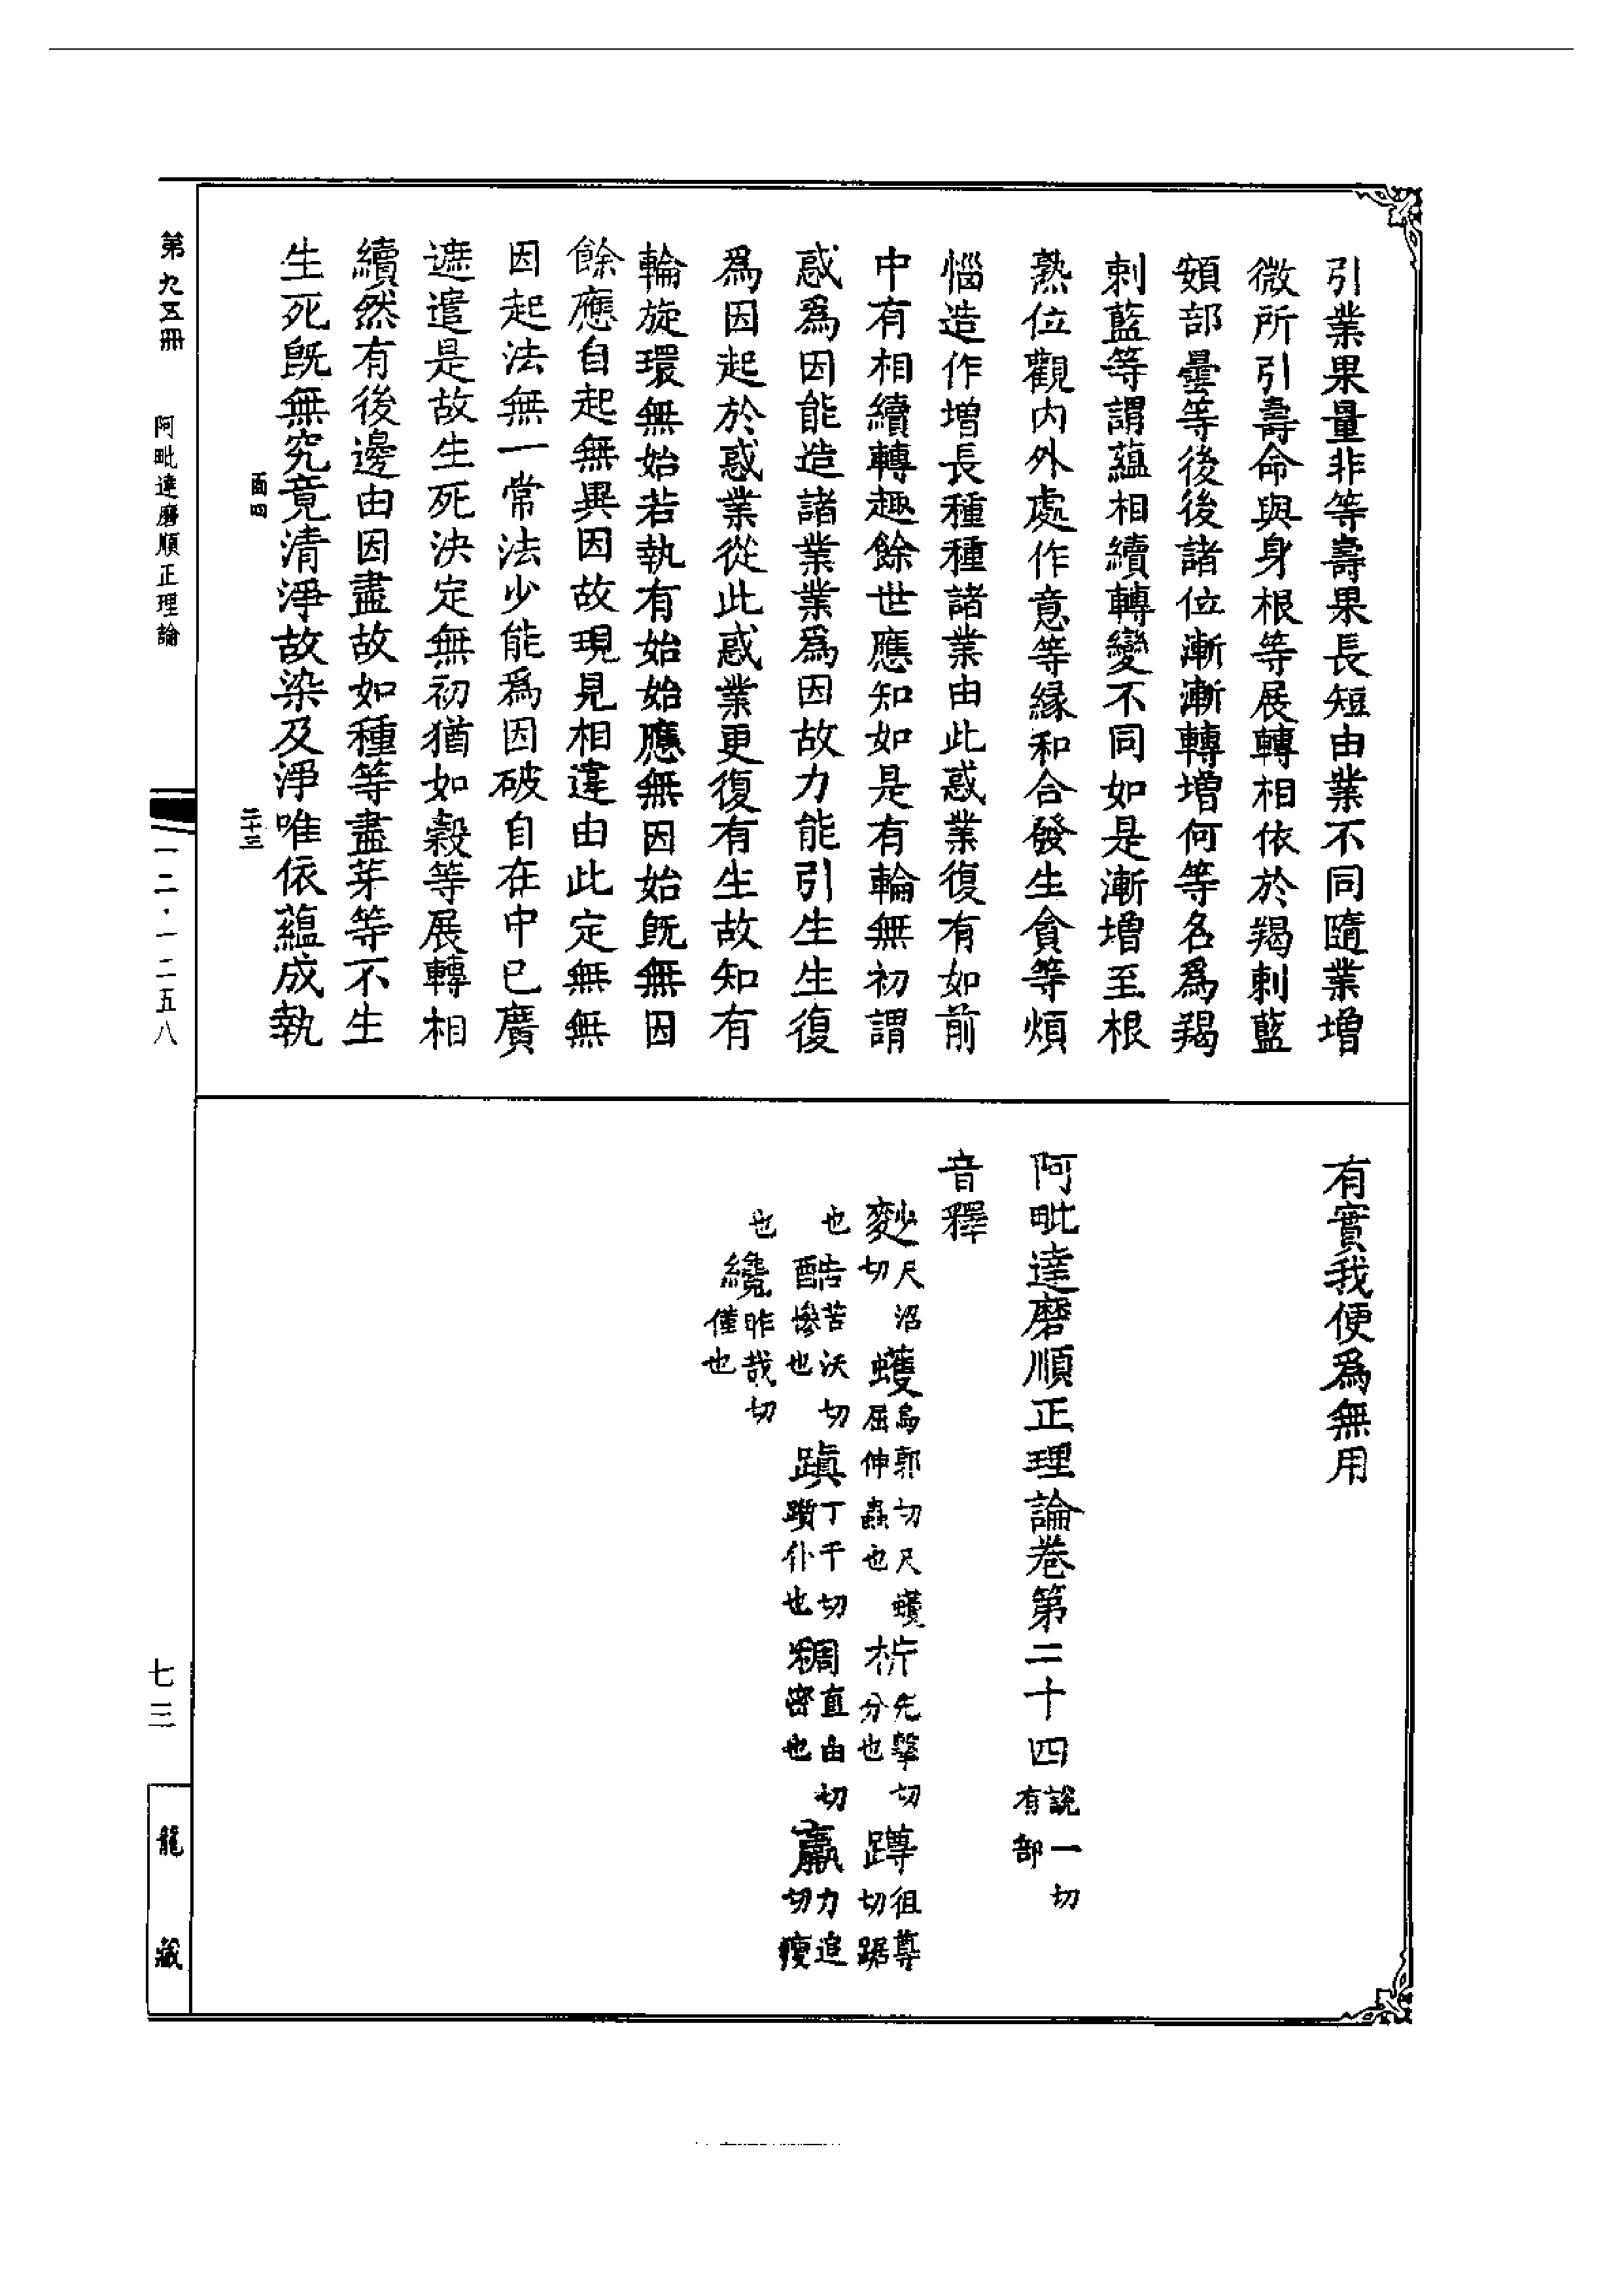 引業果量非等壽果長短由業不同隨業增
微所引壽命與身根等展轉相依於羯剌藍
頞部曇等後後諸位漸漸轉增何等名爲羯
剌藍等謂蘊相續轉變不同如是漸增至根
熟位觀内外處作意等緣和合發生貪等煩
惱造作增長種種諸業由此惑業復有如前
中有相續轉趣餘世應知如是有輪無初謂
惑爲因能造諸業業爲因故力能引生生復
爲因起於惑業從此惑業更復有生故知有
輪旋環無始若執有始始應無因始旣無因
餘應自起無異因故現見相違由此定無無
因起法無一常法少能爲因破自在中已廣
遮遣是故生死決定無初猶如穀等展轉相
續然有後邊由因盡故如種等盡芽等不生
生死旣無究竟清淨故染及淨唯依蘊成執
面四
二十三
有實我便爲無用
阿毗達磨順正理論卷第二十四說一切有部
音釋
麨尺沼切 蠖烏郭切尺蠖屈伸蟲也 析先擊切分也 蹲徂尊切踞
也 酷苦沃切慘也 蹎丁千切蹎仆也 稠直由切密也 羸力追切瘦
也 纔昨哉切僅也
第九五冊
阿毗達磨順正理論
一二·一二五八
七三
龍藏